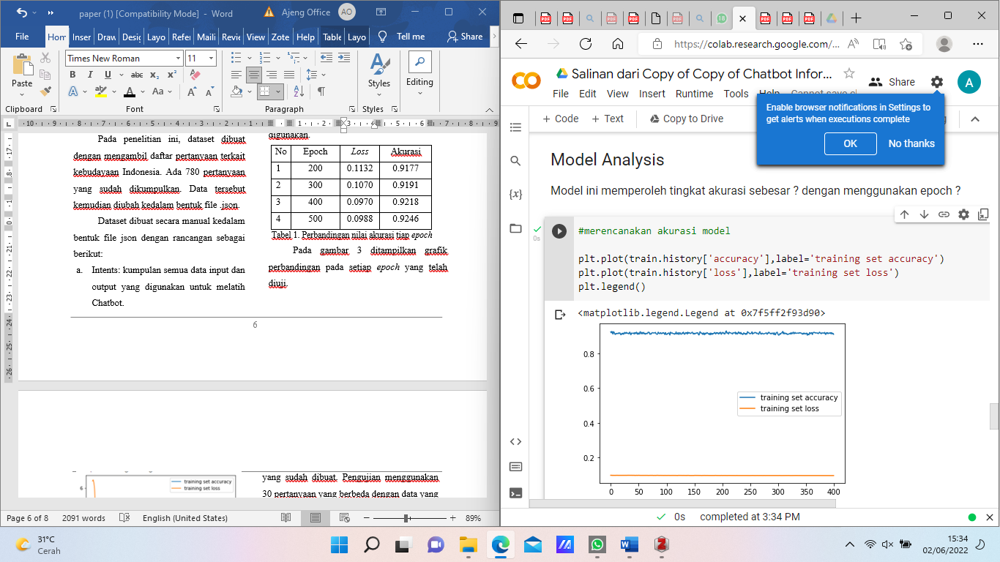 paper (1) [Compatibility Mode] - Word
Ajeng Office
AO
File
Hom
Inser
Draw
Desig
Layo
Refer
Maili
Revie
View
Zote
Help
Table
Layo
Tell me
Share
Paste
Times New Roman
11
B I U abc x₂ x²
Aa
Styles
Editing
Clipboard
Font
Paragraph
Styles
Pada penelitian ini, dataset dibuat
dengan mengambil daftar pertanyaan terkait
kebudayaan Indonesia. Ada 780 pertanyaan
yang sudah dikumpulkan. Data tersebut
kemudian diubah kedalam bentuk file .json.
Dataset dibuat secara manual kedalam
bentuk file json dengan rancangan sebagai
berikut:
a. Intents: kumpulan semua data input dan
output yang digunakan untuk melatih
Chatbot.
digunakan.
No Epoch Loss Akurasi
1 200 0.1132 0.9177
2 300 0.1070 0.9191
3 400 0.0970 0.9218
4 500 0.0988 0.9246
Tabel 1. Perbandingan nilai akurasi tiap epoch
Pada gambar 3 ditampilkan grafik
perbandingan pada setiap epoch yang telah
diuji.
6
6
training set accuracy
training set loss
yang sudah dibuat. Pengujian menggunakan
30 pertanyaan yang berbeda dengan data yang
Page 6 of 8
2091 words
English (United States)
89%
https://colab.research.google.com/...
Salinan dari Copy of Copy of Chatbot Infor...
Share
A
File Edit View Insert Runtime Tools Help
+ Code + Text
Copy to Drive
Enable browser notifications in Settings to
get alerts when executions complete
OK
No thanks
Model Analysis
Model ini memperoleh tingkat akurasi sebesar ? dengan menggunakan epoch ?
0s
#merencanakan akurasi model
plt.plot(train.history['accuracy'],label='training set accuracy')
plt.plot(train.history['loss'],label='training set loss')
plt.legend()
<matplotlib.legend.Legend at 0x7f5ff2f93d90>
0.8
0.6
0.4
0.2
training set accuracy
training set loss
0 50 100 150 200 250 300 350 400
0s completed at 3:34 PM
31°C
Cerah
15:34
02/06/2022